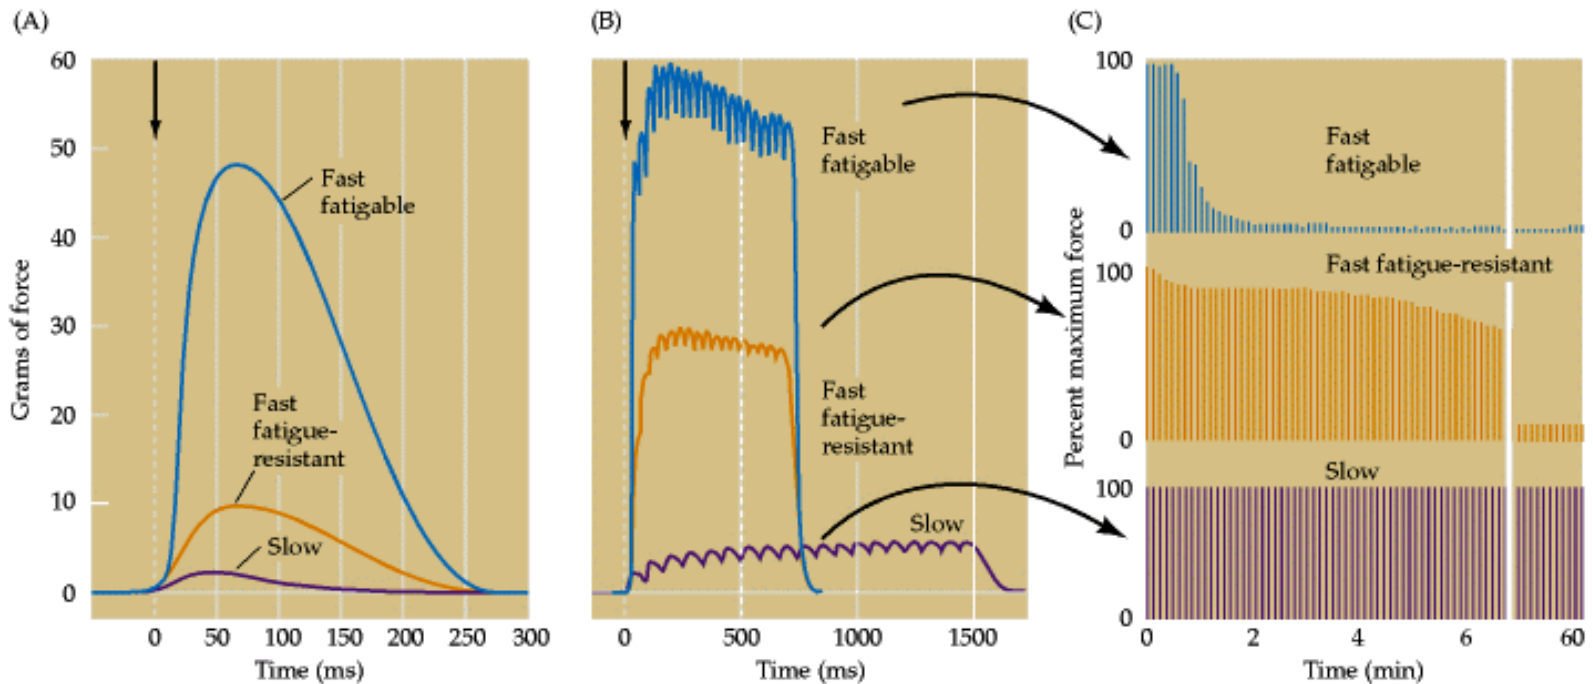 (A)
Grams of force
60
50
40
30
20
10
0
Fast
fatigable
Fast
fatigue-
resistant
Slow
0 50 100 150 200 250 300
Time (ms)
(B)
Fast
fatigable
Fast
fatigue-
resistant
Slow
0 500 1000 1500
Time (ms)
(C)
Percent maximum force
100
Fast
fatigable
0
Fast fatigue-resistant
100
0
Slow
100
0
0 2 4 6 60
Time (min)